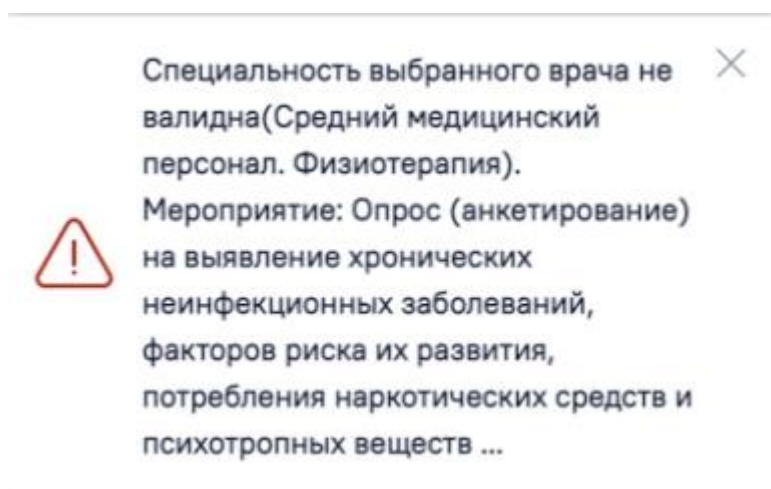 Специальность выбранного врача не
валидна(Средний медицинский
персонал. Физиотерапия).
Мероприятие: Опрос (анкетирование)
на выявление хронических
неинфекционных заболеваний,
факторов риска их развития,
потребления наркотических средств и
психотропных веществ ...